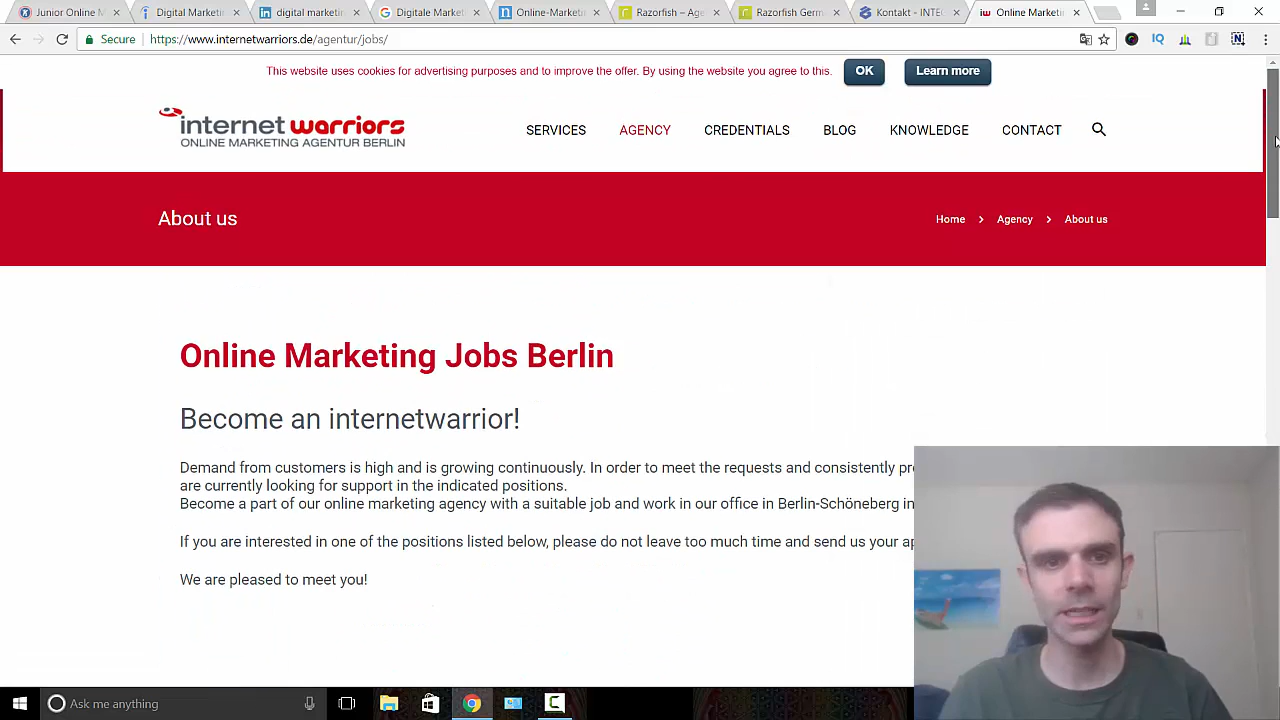 Junior Online M
Digital Marketin
digital marketing
Digitale Market
Online-Marketi
Razorfish – Age
Razorfish Germ
Kontakt - INTEG
Online Marketin
Secure
https://www.internetwarriors.de/agentur/jobs/
This website uses cookies for advertising purposes and to improve the offer. By using the website you agree to this.
OK
Learn more
internet warriors
ONLINE MARKETING AGENTUR BERLIN
SERVICES
AGENCY
CREDENTIALS
BLOG
KNOWLEDGE
CONTACT
About us
Home > Agency > About us
Online Marketing Jobs Berlin
Become an internetwarrior!
Demand from customers is high and is growing continuously. In order to meet the requests and consistently pr
are currently looking for support in the indicated positions.
Become a part of our online marketing agency with a suitable job and work in our office in Berlin-Schöneberg in
If you are interested in one of the positions listed below, please do not leave too much time and send us your ap
We are pleased to meet you!
Ask me anything